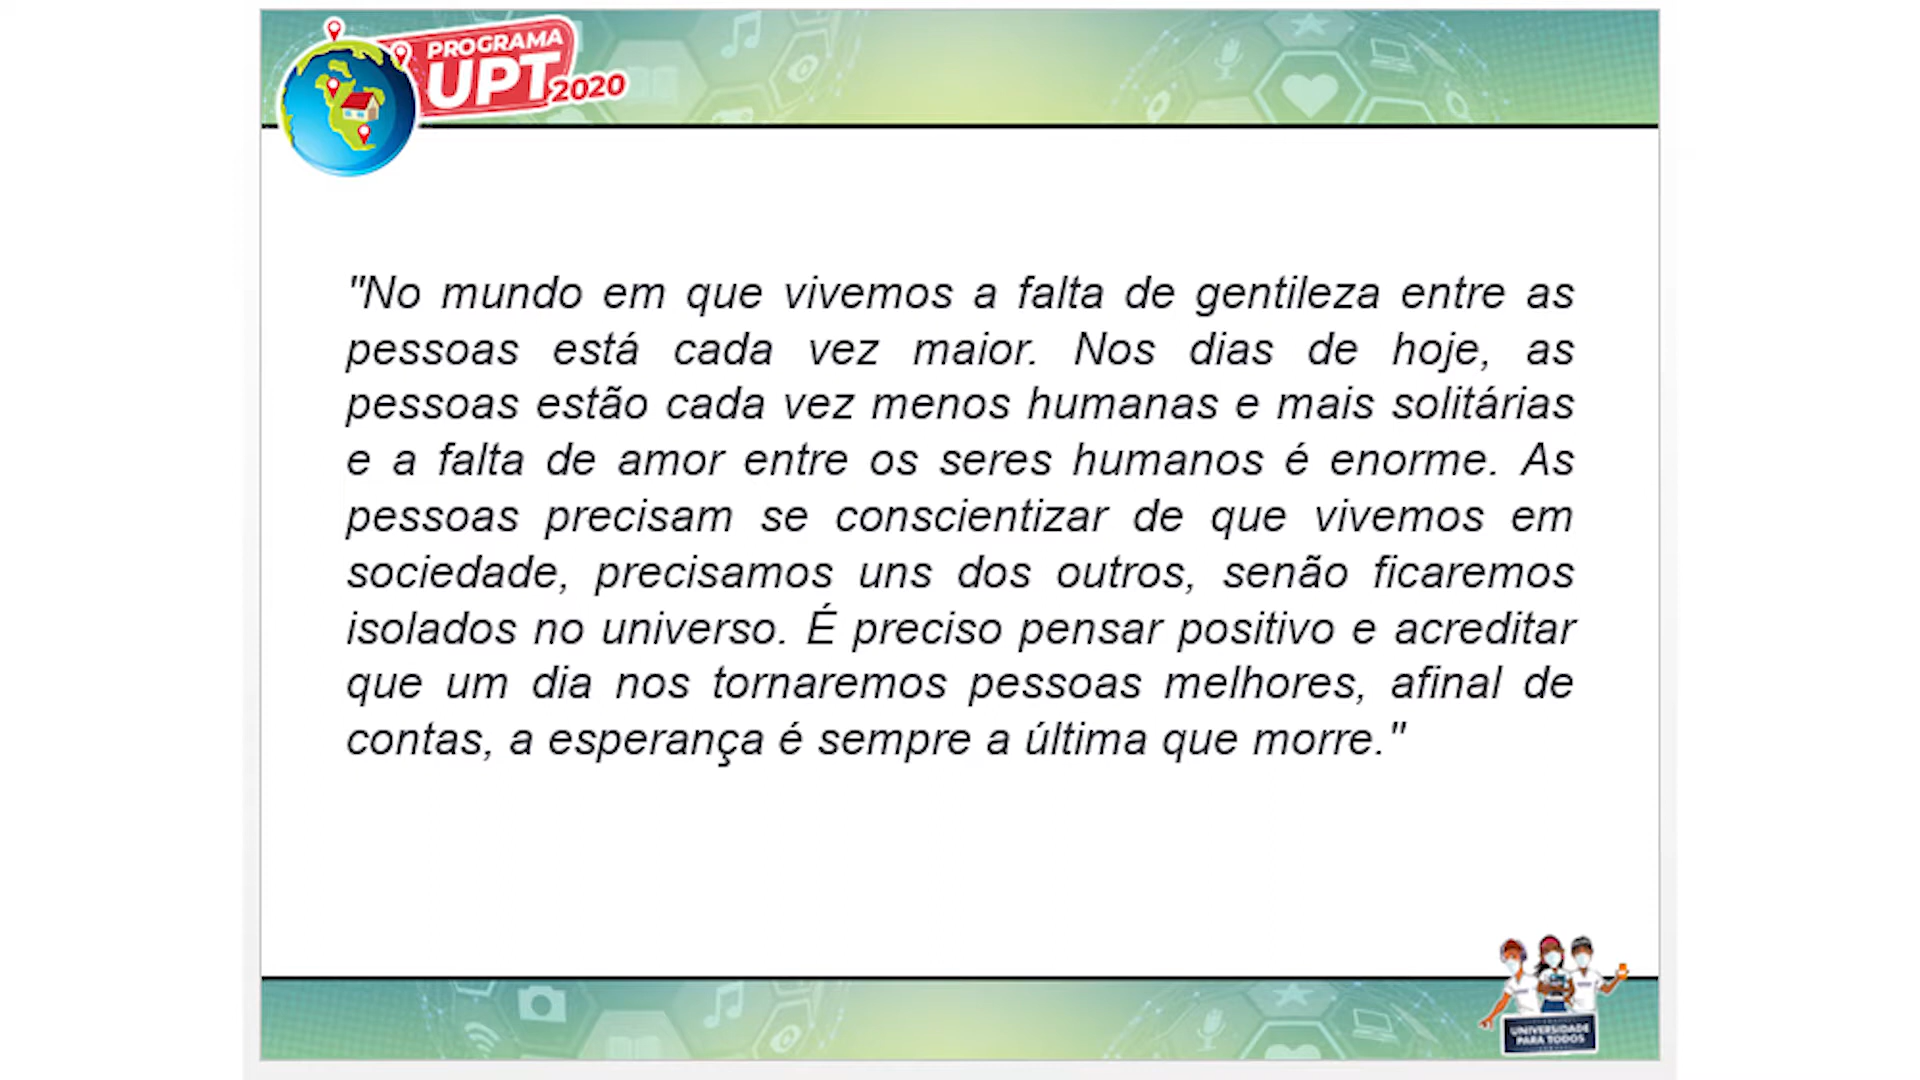 PROGRAMA
UPT 2020
"No mundo em que vivemos a falta de gentileza entre as
pessoas está cada vez maior. Nos dias de hoje, as
pessoas estão cada vez menos humanas e mais solitárias
e a falta de amor entre os seres humanos é enorme. As
pessoas precisam se conscientizar de que vivemos em
sociedade, precisamos uns dos outros, senão ficaremos
isolados no universo. É preciso pensar positivo e acreditar
que um dia nos tornaremos pessoas melhores, afinal de
contas, a esperança é sempre a última que morre."
UNIVERSIDADE
PARA TODOS